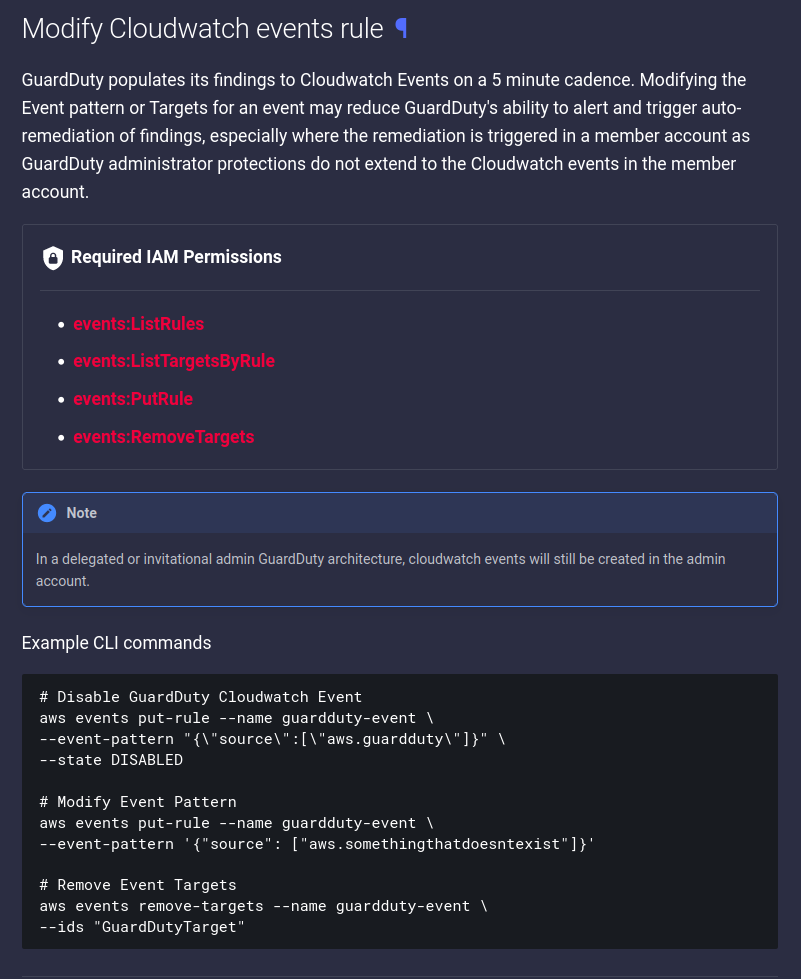 Modify Cloudwatch events rule ¶
GuardDuty populates its findings to Cloudwatch Events on a 5 minute cadence. Modifying the
Event pattern or Targets for an event may reduce GuardDuty's ability to alert and trigger auto-
remediation of findings, especially where the remediation is triggered in a member account as
GuardDuty administrator protections do not extend to the Cloudwatch events in the member
account.
Required IAM Permissions
• events:ListRules
• events:ListTargetsByRule
• events:PutRule
• events:RemoveTargets
Note
In a delegated or invitational admin GuardDuty architecture, cloudwatch events will still be created in the admin
account.
Example CLI commands
# Disable GuardDuty Cloudwatch Event
aws events put-rule --name guardduty-event \
--event-pattern "{\"source\":[\"aws.guardduty\"]}" \
--state DISABLED
# Modify Event Pattern
aws events put-rule --name guardduty-event \
--event-pattern '{"source": ["aws.somethingthatdoesntexist"]}'
# Remove Event Targets
aws events remove-targets --name guardduty-event \
--ids "GuardDutyTarget"